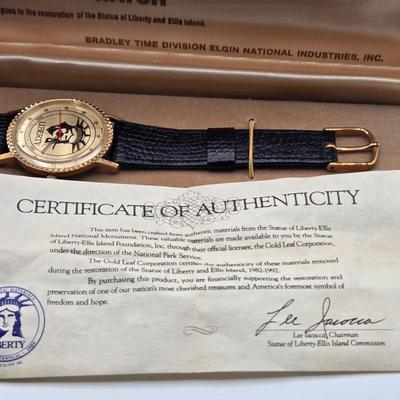 goes to the restoration of the Statue of Liberty and Ellis Island.
BRADLEY TIME DIVISION ELGIN NATIONAL INDUSTRIES, INC.
LIBERTY
CERTIFICATE OF AUTHENTICITY
This item has been crafted from authentic materials from the Statue of Liberty-Ellis
Island National Monument. These valuable materials are made available to you by the Statue
of Liberty-Ellis Island Foundation, Inc. through their official licensee, the Gold Leaf Corporation,
under the direction of the National Park Service.
The Gold Leaf Corporation certifies the authenticity of these materials removed
during the restoration of the Statue of Liberty and Ellis Island, 1982-1992.
By purchasing this product, you are financially supporting the restoration and
preservation of one of our nation's most cherished treasures and America's foremost symbol of
freedom and hope.
Lee Iacocca
Lee Iacocca, Chairman
Statue of Liberty-Ellis Island Commission
LIBERTY